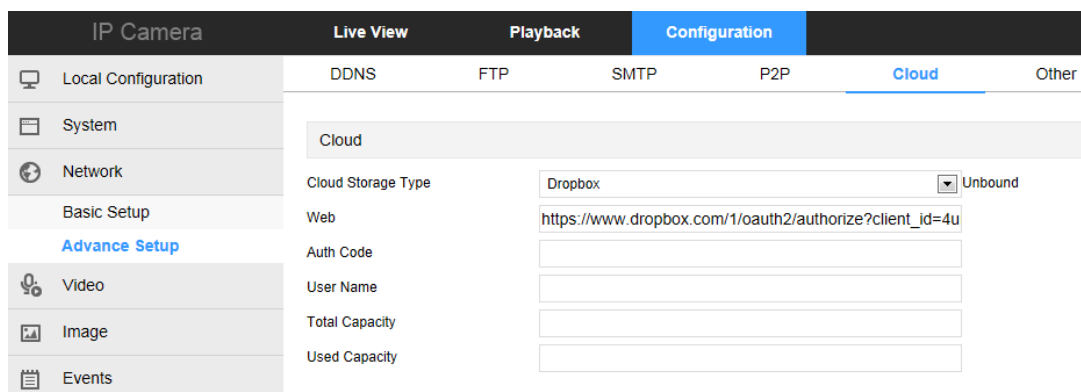 IP Camera
Live View
Playback
Configuration
Local Configuration
System
Network
Basic Setup
Advance Setup
Video
Image
Events
DDNS
FTP
SMTP
P2P
Cloud
Other
Cloud
Cloud Storage Type
Dropbox
Unbound
Web
https://www.dropbox.com/1/oauth2/authorize?client_id=4u
Auth Code
User Name
Total Capacity
Used Capacity